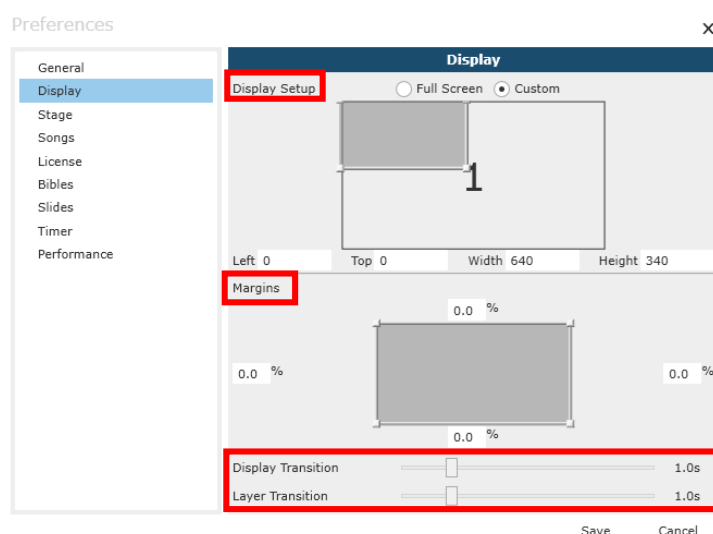 Preferences
X
General
Display
Stage
Songs
License
Bibles
Slides
Timer
Performance
Display
Display Setup Full Screen Custom
1
Left 0 Top 0 Width 640 Height 340
Margins
0.0 %
0.0 % 0.0 %
0.0 %
Display Transition 1.0s
Layer Transition 1.0s
Save Cancel